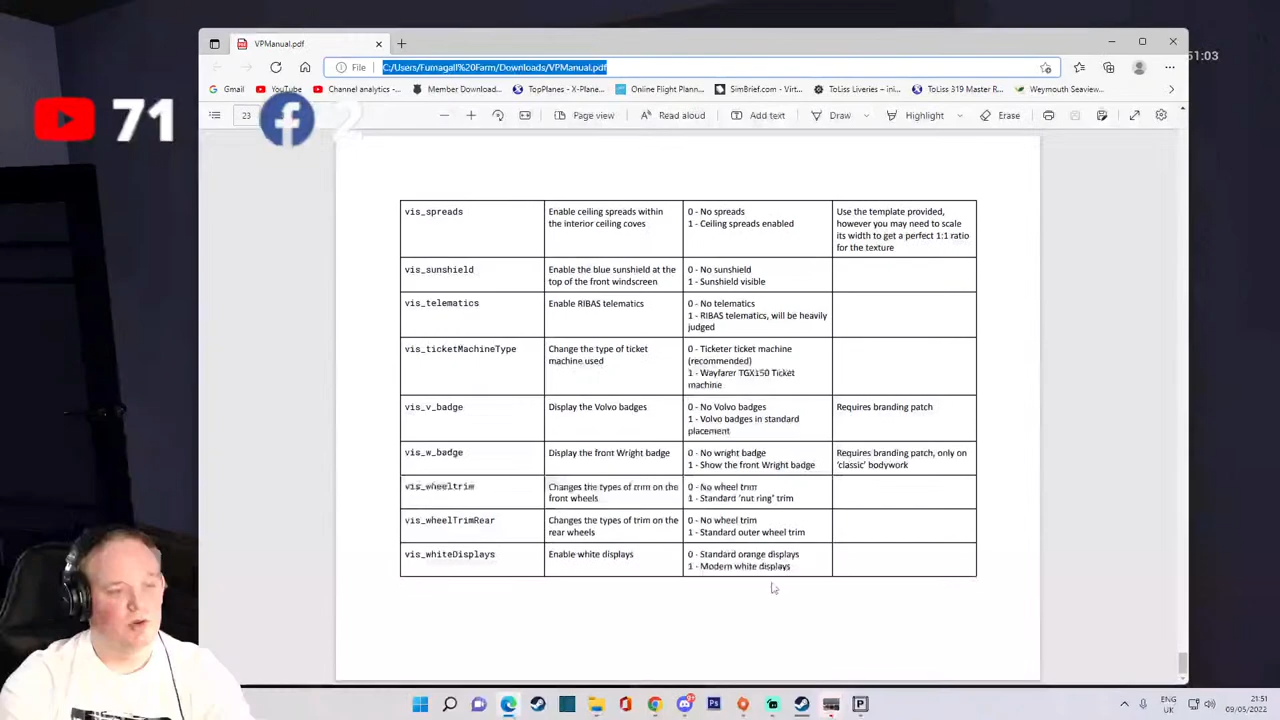 VPManual.pdf
51:03
File
C:/Users/Fumagall%20Farm/Downloads/VPManual.pdf
Gmail
YouTube
Channel analytics -...
Member Download...
TopPlanes - X-Plane...
Online Flight Plann...
SimBrief.com - Virt...
ToLiss Liveries - in...
ToLiss 319 Master R...
Weymouth Seaview...
23
Page view
Read aloud
Add text
Draw
Highlight
Erase
71
2
vis_spreads
Enable ceiling spreads within
the interior ceiling coves
0 - No spreads
1 - Ceiling spreads enabled
Use the template provided,
however you may need to scale
its width to get a perfect 1:1 ratio
for the texture
vis_sunshield
Enable the blue sunshield at the
top of the front windscreen
0 - No sunshield
1 - Sunshield visible
vis_telematics
Enable RIBAS telematics
0 - No telematics
1 - RIBAS telematics, will be heavily
judged
vis_ticketMachineType
Change the type of ticket
machine used
0 - Ticketer ticket machine
(recommended)
1 - Wayfarer TGX150 Ticket
machine
vis_v_badge
Display the Volvo badges
0 - No Volvo badges
1 - Volvo badges in standard
placement
Requires branding patch
vis_w_badge
Display the front Wright badge
0 - No wright badge
1 - Show the front Wright badge
Requires branding patch, only on
'classic' bodywork
vis_wheeltrim
Changes the types of trim on the
front wheels
0 - No wheel trim
1 - Standard 'nut ring' trim
vis_wheelTrimRear
Changes the types of trim on the
rear wheels
0 - No wheel trim
1 - Standard outer wheel trim
vis_whiteDisplays
Enable white displays
0 - Standard orange displays
1 - Modern white displays
ENG
UK
21:51
09/05/2022